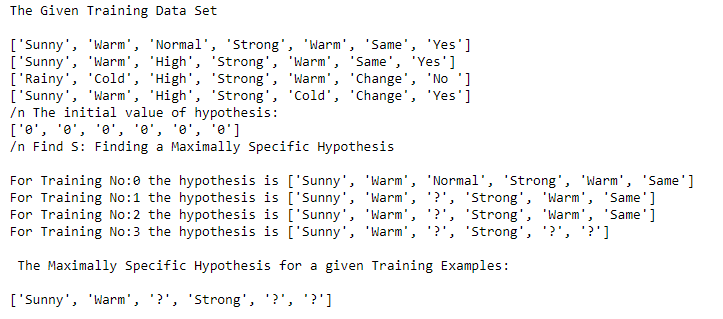 The Given Training Data Set
['Sunny', 'Warm', 'Normal', 'Strong', 'Warm', 'Same', 'Yes']
['Sunny', 'Warm', 'High', 'Strong', 'Warm', 'Same', 'Yes']
['Rainy', 'Cold', 'High', 'Strong', 'Warm', 'Change', 'No ']
['Sunny', 'Warm', 'High', 'Strong', 'Cold', 'Change', 'Yes']
/n The initial value of hypothesis:
['0', '0', '0', '0', '0', '0']
/n Find S: Finding a Maximally Specific Hypothesis
For Training No:0 the hypothesis is ['Sunny', 'Warm', 'Normal', 'Strong', 'Warm', 'Same']
For Training No:1 the hypothesis is ['Sunny', 'Warm', '?', 'Strong', 'Warm', 'Same']
For Training No:2 the hypothesis is ['Sunny', 'Warm', '?', 'Strong', 'Warm', 'Same']
For Training No:3 the hypothesis is ['Sunny', 'Warm', '?', 'Strong', '?', '?']
The Maximally Specific Hypothesis for a given Training Examples:
['Sunny', 'Warm', '?', 'Strong', '?', '?']